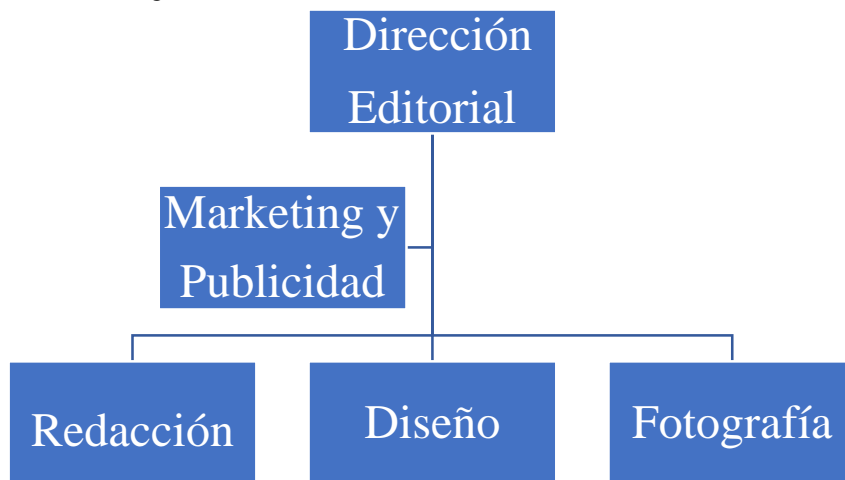 Dirección
Editorial
Marketing y
Publicidad
Redacción
Diseño
Fotografía